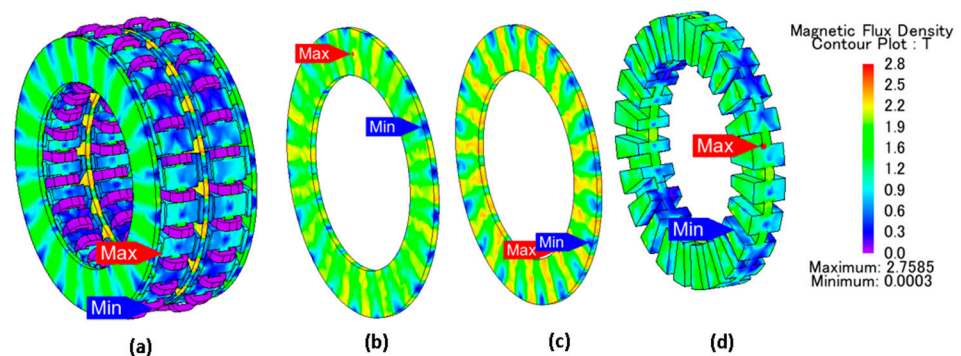 Max
Min
(a)
Max
Min
(b)
Max
Min
(c)
Max
Min
(d)
Magnetic Flux Density
Contour Plot : T
2.8
2.5
2.2
1.9
1.6
1.2
0.9
0.6
0.3
0.0
Maximum: 2.7585
Minimum: 0.0003